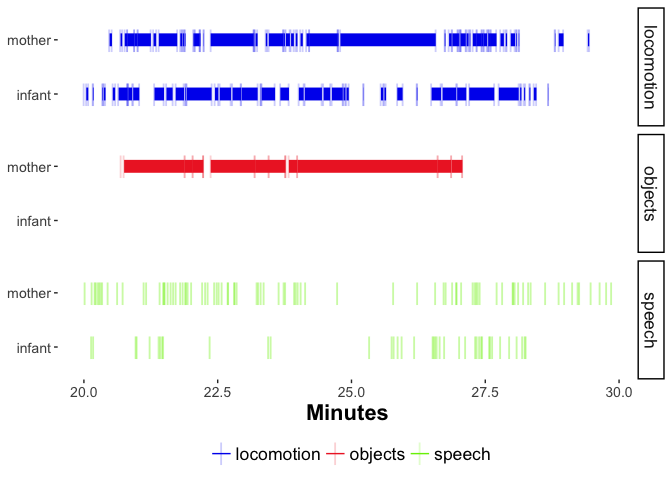 mother
infant
locomotion
mother
infant
objects
mother
infant
speech
20.0 22.5 25.0 27.5 30.0
Minutes
locomotion objects speech